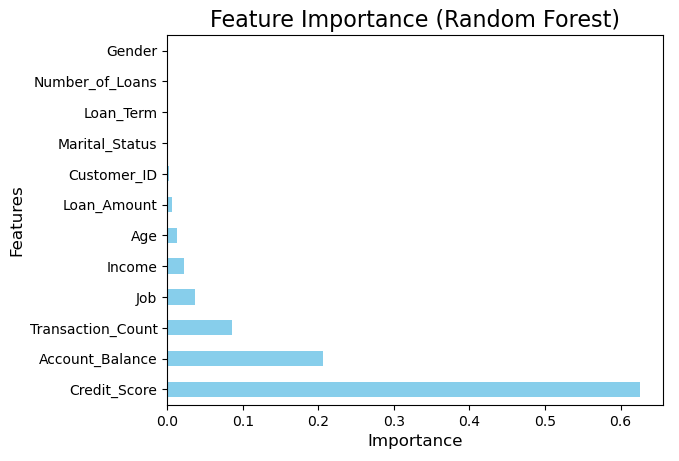 Feature Importance (Random Forest)
Gender
Number_of_Loans
Loan_Term
Marital_Status
Customer_ID
Loan_Amount
Age
Income
Job
Transaction_Count
Account_Balance
Credit_Score
Features
0.0 0.1 0.2 0.3 0.4 0.5 0.6
Importance